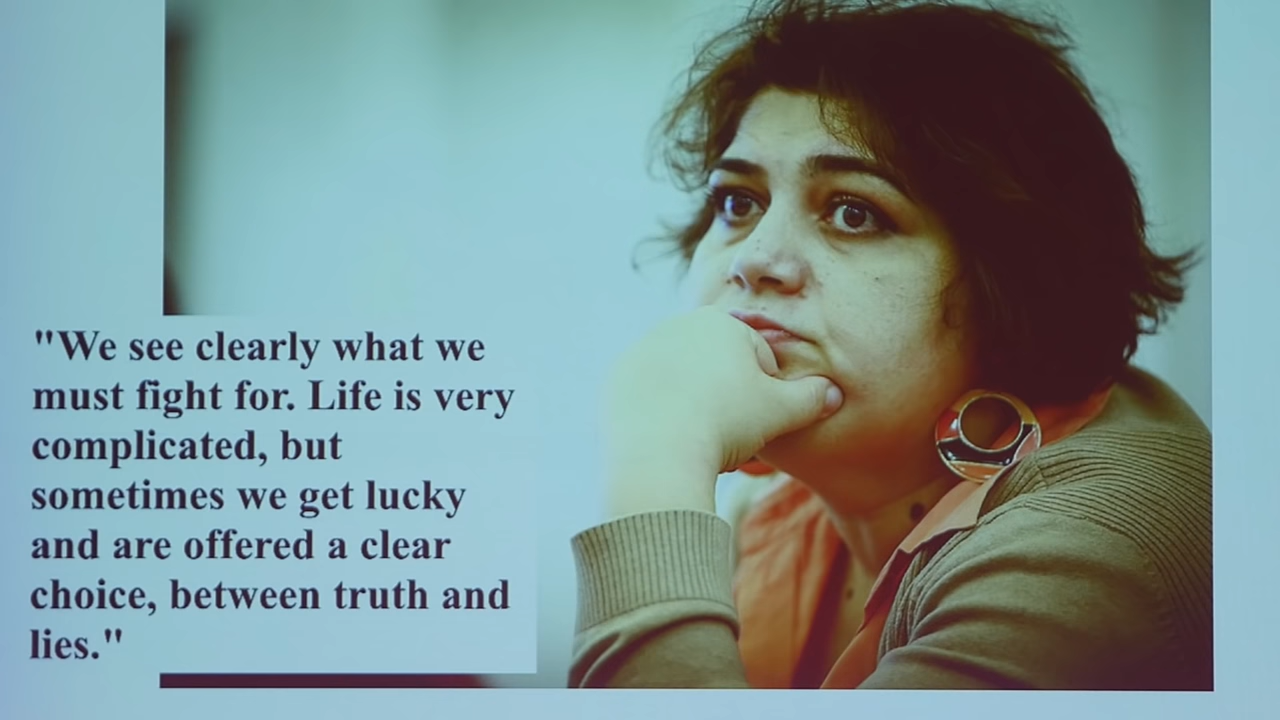 "We see clearly what we
must fight for. Life is very
complicated, but
sometimes we get lucky
and are offered a clear
choice, between truth and
lies."